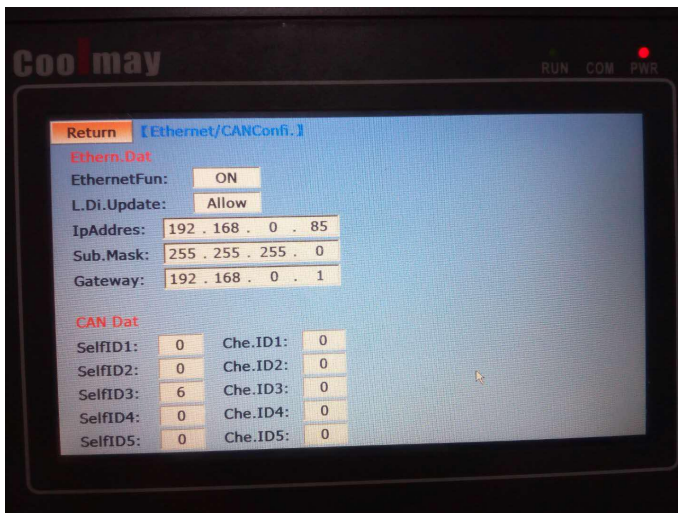 Coolmay
RUN COM PWR
Return 【Ethernet/CANConfi.】
Ethern.Dat
EthernetFun: ON
L.Di.Update: Allow
IpAddres: 192 . 168 . 0 . 85
Sub.Mask: 255 . 255 . 255 . 0
Gateway: 192 . 168 . 0 . 1
CAN Dat
SelfID1: 0 Che.ID1: 0
SelfID2: 0 Che.ID2: 0
SelfID3: 6 Che.ID3: 0
SelfID4: 0 Che.ID4: 0
SelfID5: 0 Che.ID5: 0